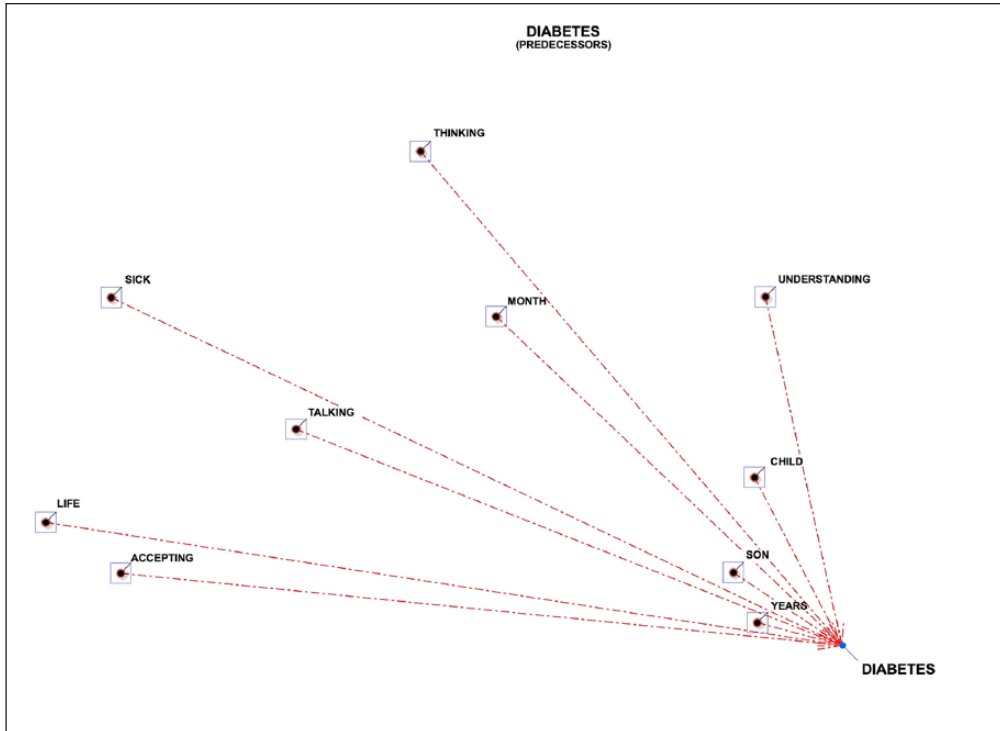 DIABETES
(PREDECESSORS)
THINKING
SICK
UNDERSTANDING
MONTH
TALKING
CHILD
LIFE
ACCEPTING
SON
YEARS
DIABETES